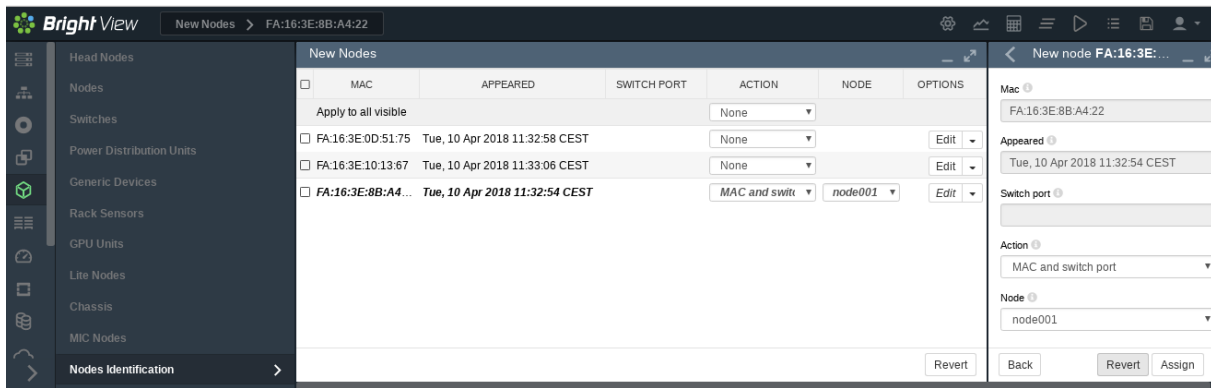 Bright View New Nodes > FA:16:3E:8B:A4:22
Head Nodes
Nodes
Switches
Power Distribution Units
Generic Devices
Rack Sensors
GPU Units
Lite Nodes
Chassis
MIC Nodes
Nodes Identification
New Nodes
MAC APPEARED SWITCH PORT ACTION NODE OPTIONS
Apply to all visible None
FA:16:3E:0D:51:75 Tue, 10 Apr 2018 11:32:58 CEST None Edit
FA:16:3E:10:13:67 Tue, 10 Apr 2018 11:33:06 CEST None Edit
FA:16:3E:8B:A4... Tue, 10 Apr 2018 11:32:54 CEST MAC and switc node001 Edit
Revert
New node FA:16:3E:...
Mac
FA:16:3E:8B:A4:22
Appeared
Tue, 10 Apr 2018 11:32:54 CEST
Switch port
Action
MAC and switch port
Node
node001
Back Revert Assign